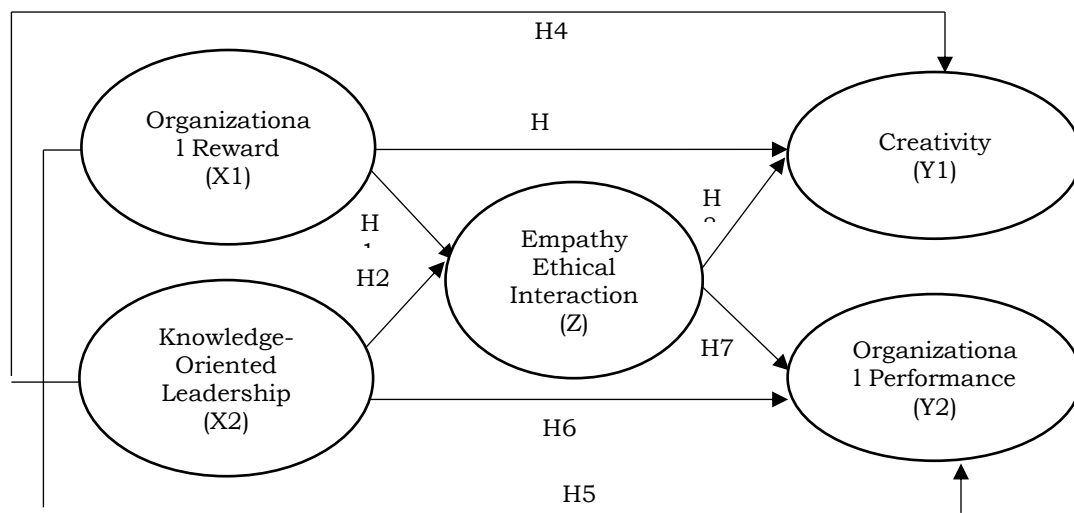 H4
Organizationa
l Reward
(X1)
H
Creativity
(Y1)
H
H
Empathy
Ethical
Interaction
(Z)
H2
Knowledge-
Oriented
Leadership
(X2)
H7
Organizationa
l Performance
(Y2)
H6
H5